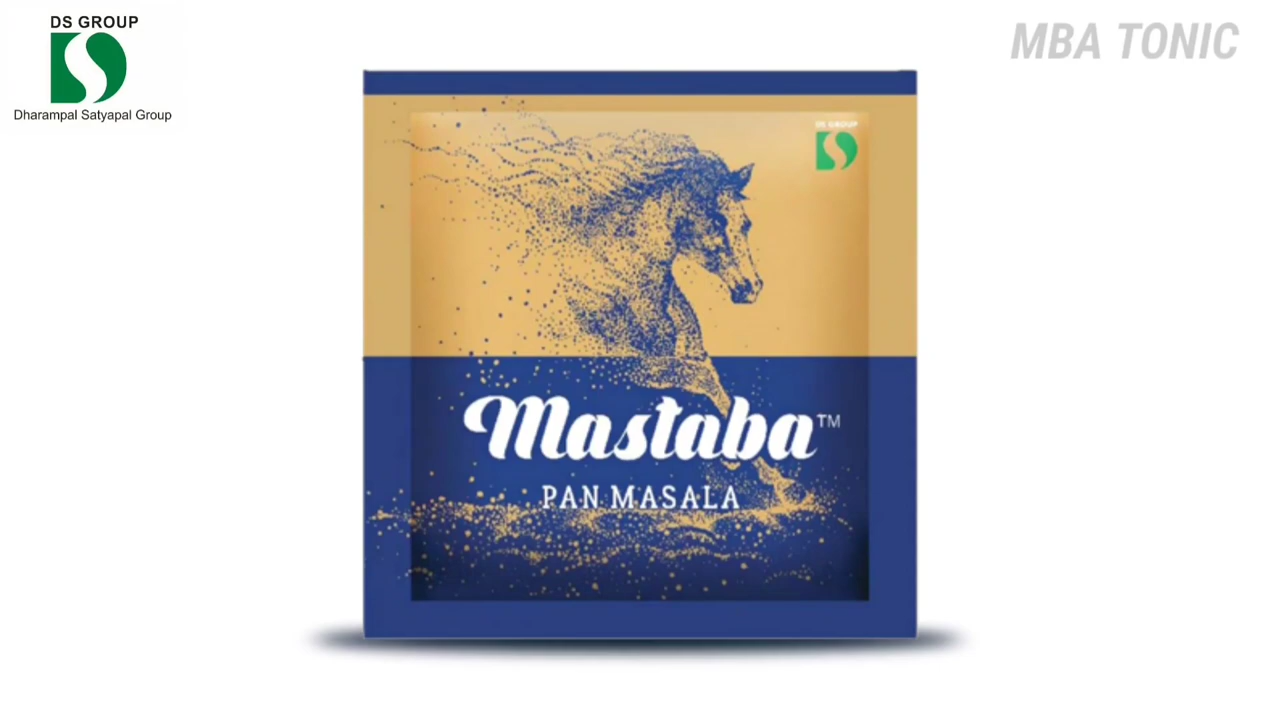 DS GROUP
Dharampal Satyapal Group
MBA TONIC
DS GROUP
Mastaba™
PAN MASALA